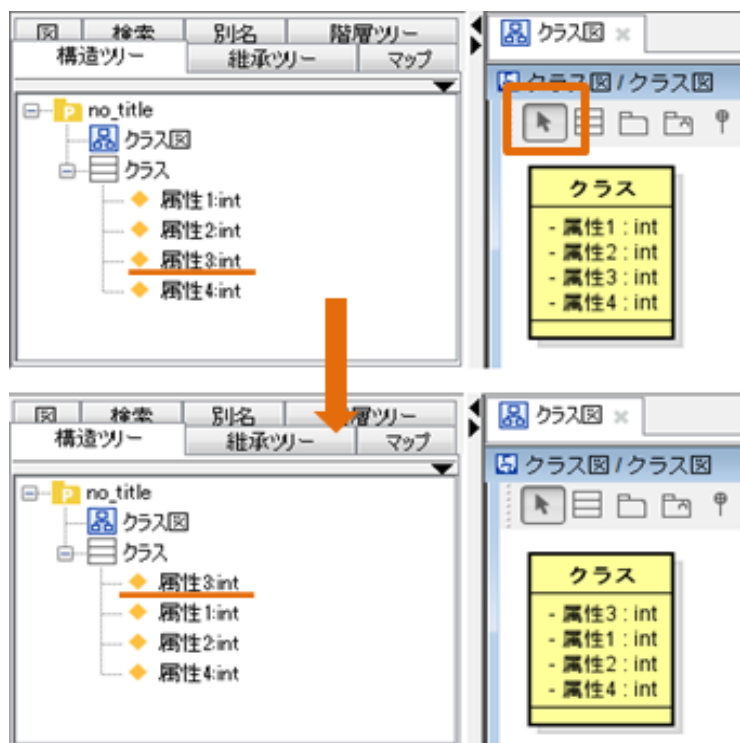 図 検索 別名 階層ツリー
構造ツリー 継承ツリー マップ
no_title
クラス図
クラス
属性1:int
属性2:int
属性3:int
属性4:int
クラス図
クラス図 / クラス図
クラス
- 属性1 : int
- 属性2 : int
- 属性3 : int
- 属性4 : int
図 検索 別名 層ツリー
構造ツリー 継承ツリー マップ
no_title
クラス図
クラス
属性3:int
属性1:int
属性2:int
属性4:int
クラス図
クラス図 / クラス図
クラス
- 属性3 : int
- 属性1 : int
- 属性2 : int
- 属性4 : int